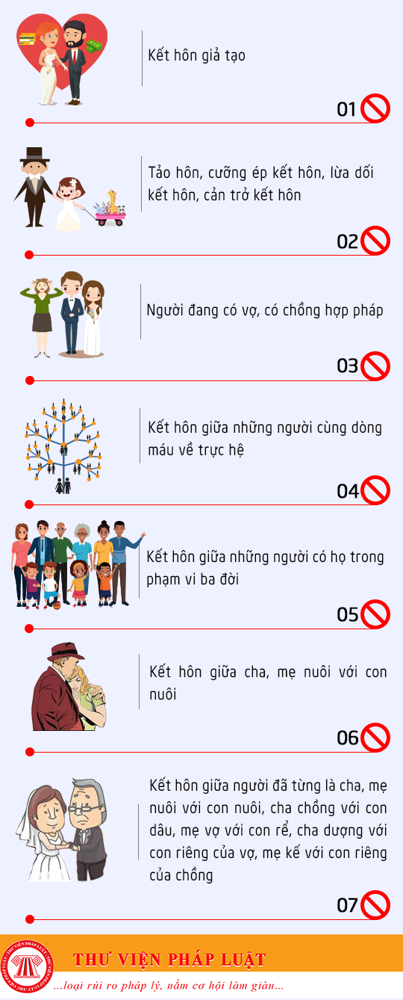 Kết hôn giả tạo
01
Tảo hôn, cưỡng ép kết hôn, lừa dối
kết hôn, cản trở kết hôn
02
Người đang có vợ, có chồng hợp pháp
03
Kết hôn giữa những người cùng dòng
máu về trực hệ
04
Kết hôn giữa những người có họ trong
phạm vi ba đời
05
Kết hôn giữa cha, mẹ nuôi với con
nuôi
06
Kết hôn giữa người đã từng là cha, mẹ
nuôi với con nuôi, cha chồng với con
dâu, mẹ vợ với con rể, cha dượng với
con riêng của vợ, mẹ kế với con riêng
của chồng
07
THƯ VIỆN PHÁP LUẬT
...loại rủi ro pháp lý, nắm cơ hội làm giàu...